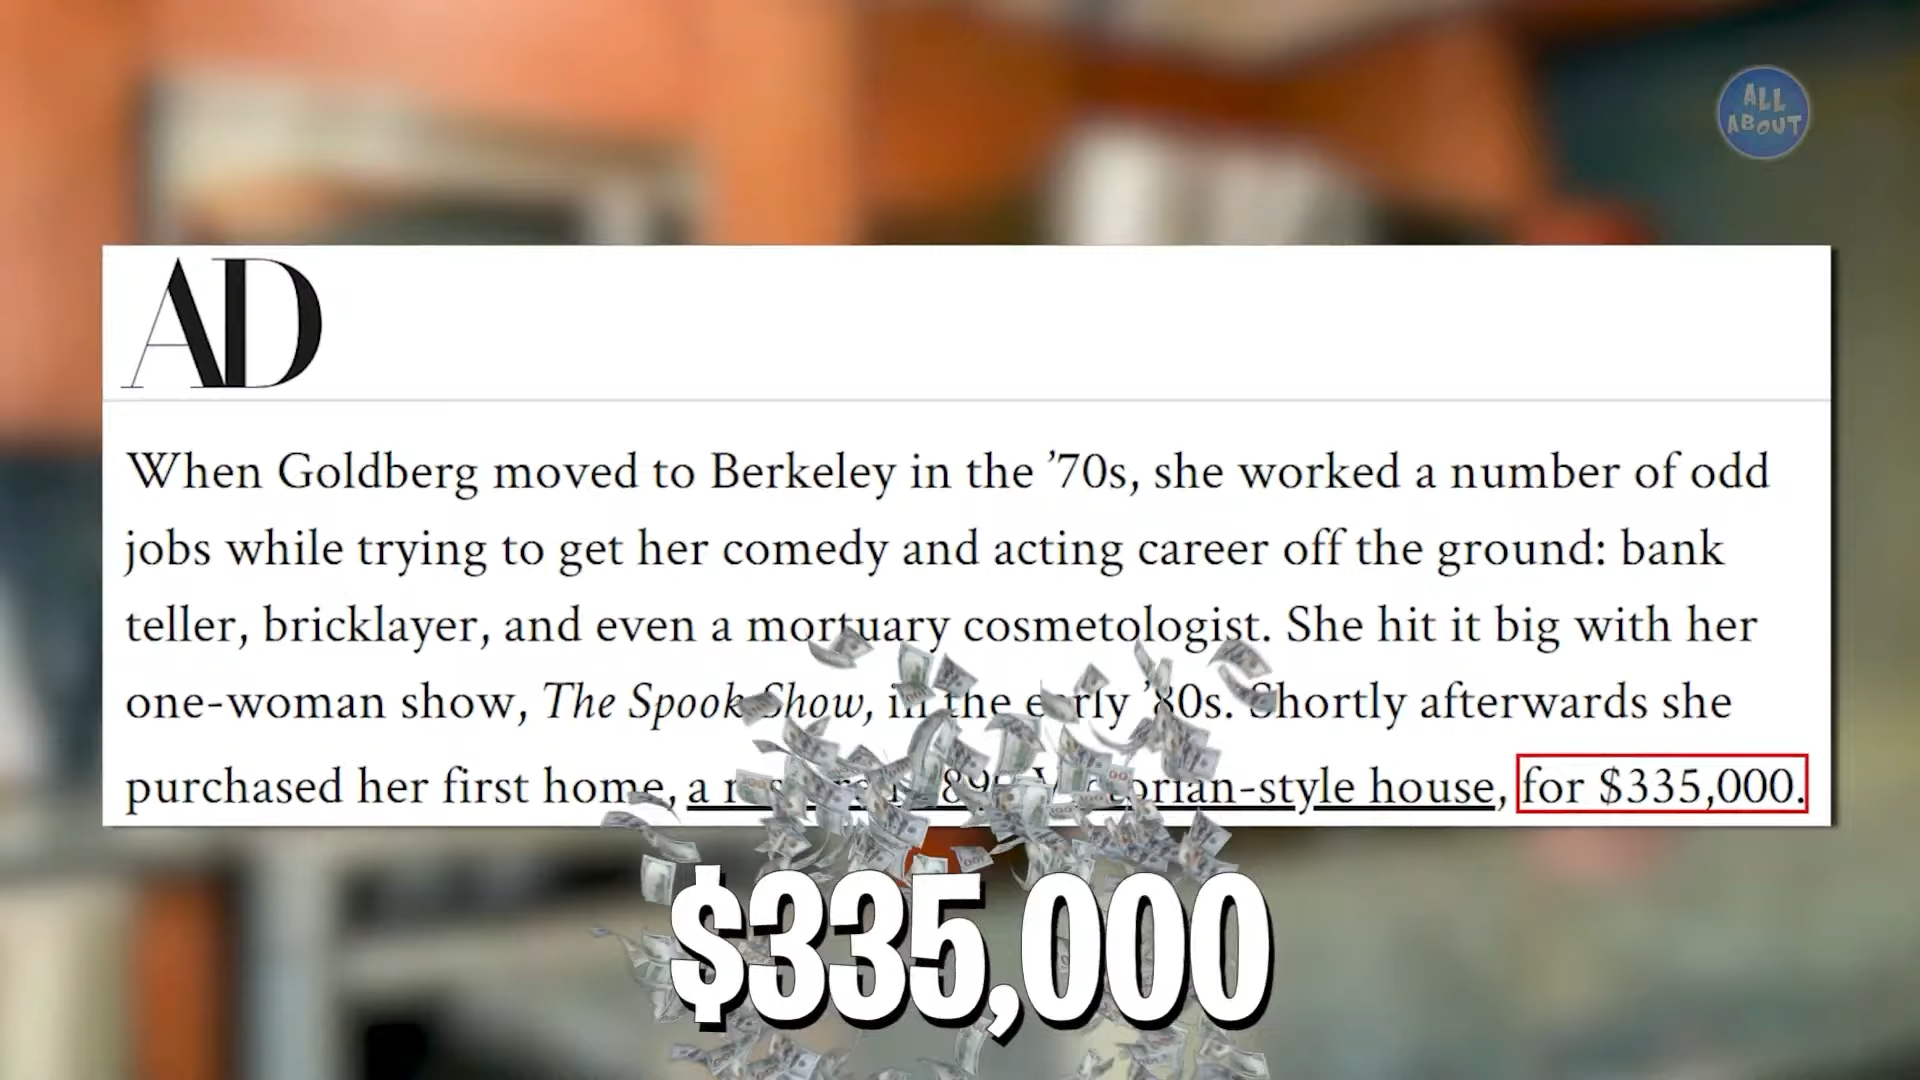 ALL
ABOUT
AD
When Goldberg moved to Berkeley in the ’70s, she worked a number of odd
jobs while trying to get her comedy and acting career off the ground: bank
teller, bricklayer, and even a mortuary cosmetologist. She hit it big with her
one-woman show, The Spook Show, in the early ’80s. Shortly afterwards she
purchased her first home, a Victorian-style house, for $335,000.
$335,000